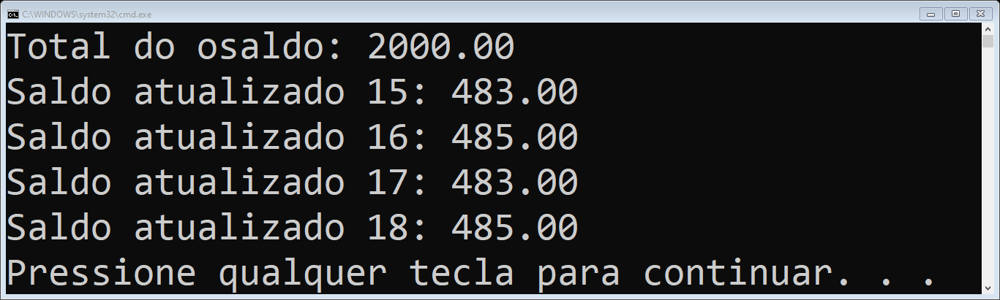 C:\WINDOWS\system32\cmd.exe
Total do osaldo: 2000.00
Saldo atualizado 15: 483.00
Saldo atualizado 16: 485.00
Saldo atualizado 17: 483.00
Saldo atualizado 18: 485.00
Pressione qualquer tecla para continuar. . .